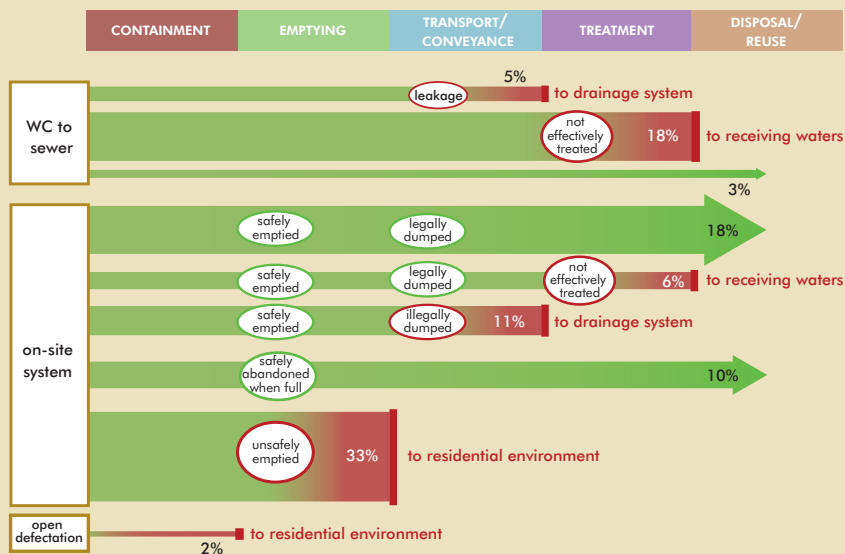 CONTAINMENT
EMPTYING
TRANSPORT/
CONVEYANCE
TREATMENT
DISPOSAL/
REUSE
WC to
sewer
leakage
5%
to drainage system
not
effectively
treated
18%
to receiving waters
3%
on-site
system
safely
emptied
legally
dumped
18%
safely
emptied
legally
dumped
not
effectively
treated
6%
to receiving waters
safely
emptied
illegally
dumped
11%
to drainage system
safely
abandoned
when full
10%
unsafely
emptied
33%
to residential environment
open
defectation
2%
to residential environment